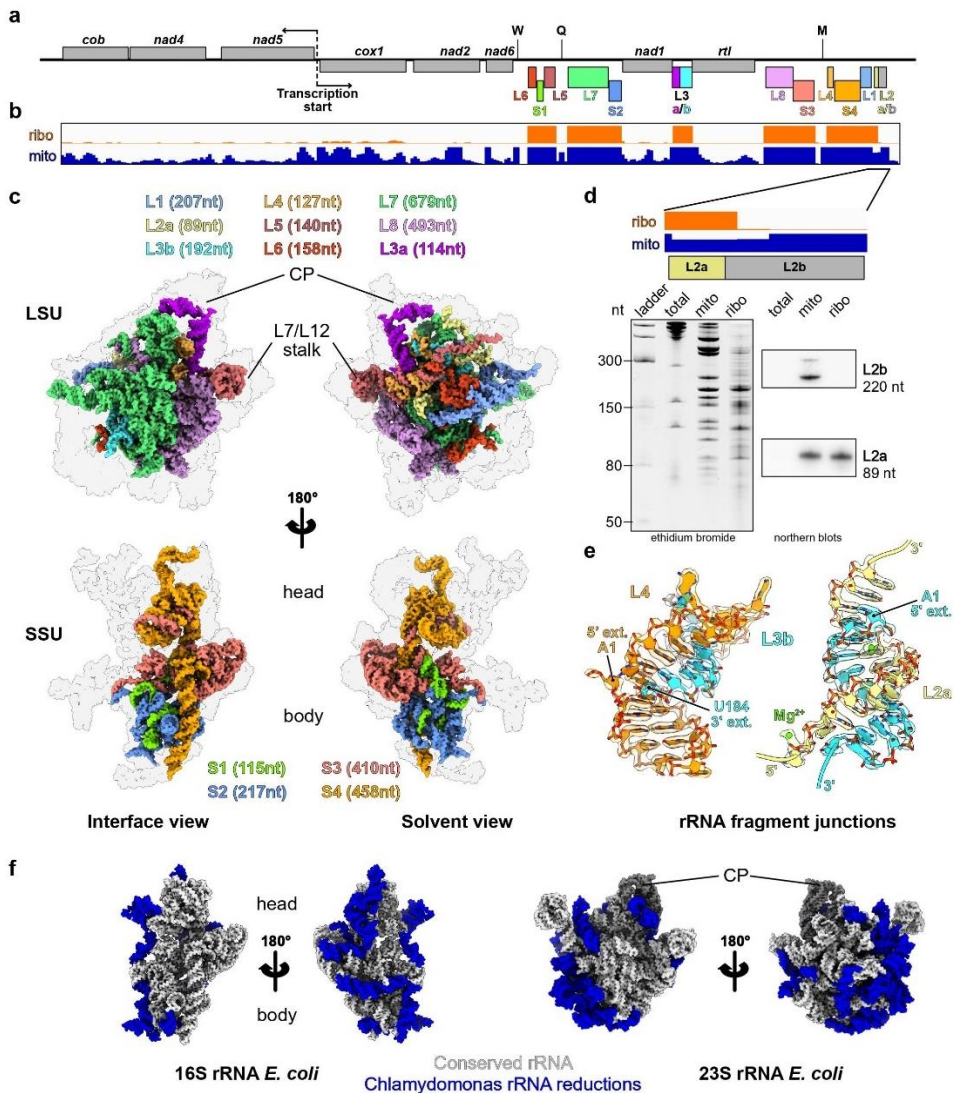 a
W Q M
cob nad4 nad5 cox1 nad2 nad6 nad1 rtl
Transcription
start
L6 S1 L5 L7 S2 L3 a/b L8 S3 L4 S4 L1 L2 a/b
b
ribo
mito
c
L1 (207nt) L4 (127nt) L7 (679nt)
L2a (89nt) L5 (140nt) L8 (493nt)
L3b (192nt) L6 (158nt) L3a (114nt)
CP
LSU
L7/L12
stalk
180°
head
SSU
body
S1 (115nt) S3 (410nt)
S2 (217nt) S4 (458nt)
Interface view Solvent view
d
ribo
mito
L2a L2b
nt ladder total mito ribo total mito ribo
300
150
80
50
L2b
220 nt
L2a
89 nt
ethidium bromide northern blots
e
L4
5' ext.
A1
L3b
U194
3' ext.
3'
A1
5' ext.
L2a
Mg²⁺
5'
3'
rRNA fragment junctions
f
head
180°
body
CP
180°
Conserved rRNA
Chlamydomonas rRNA reductions
16S rRNA E. coli 23S rRNA E. coli